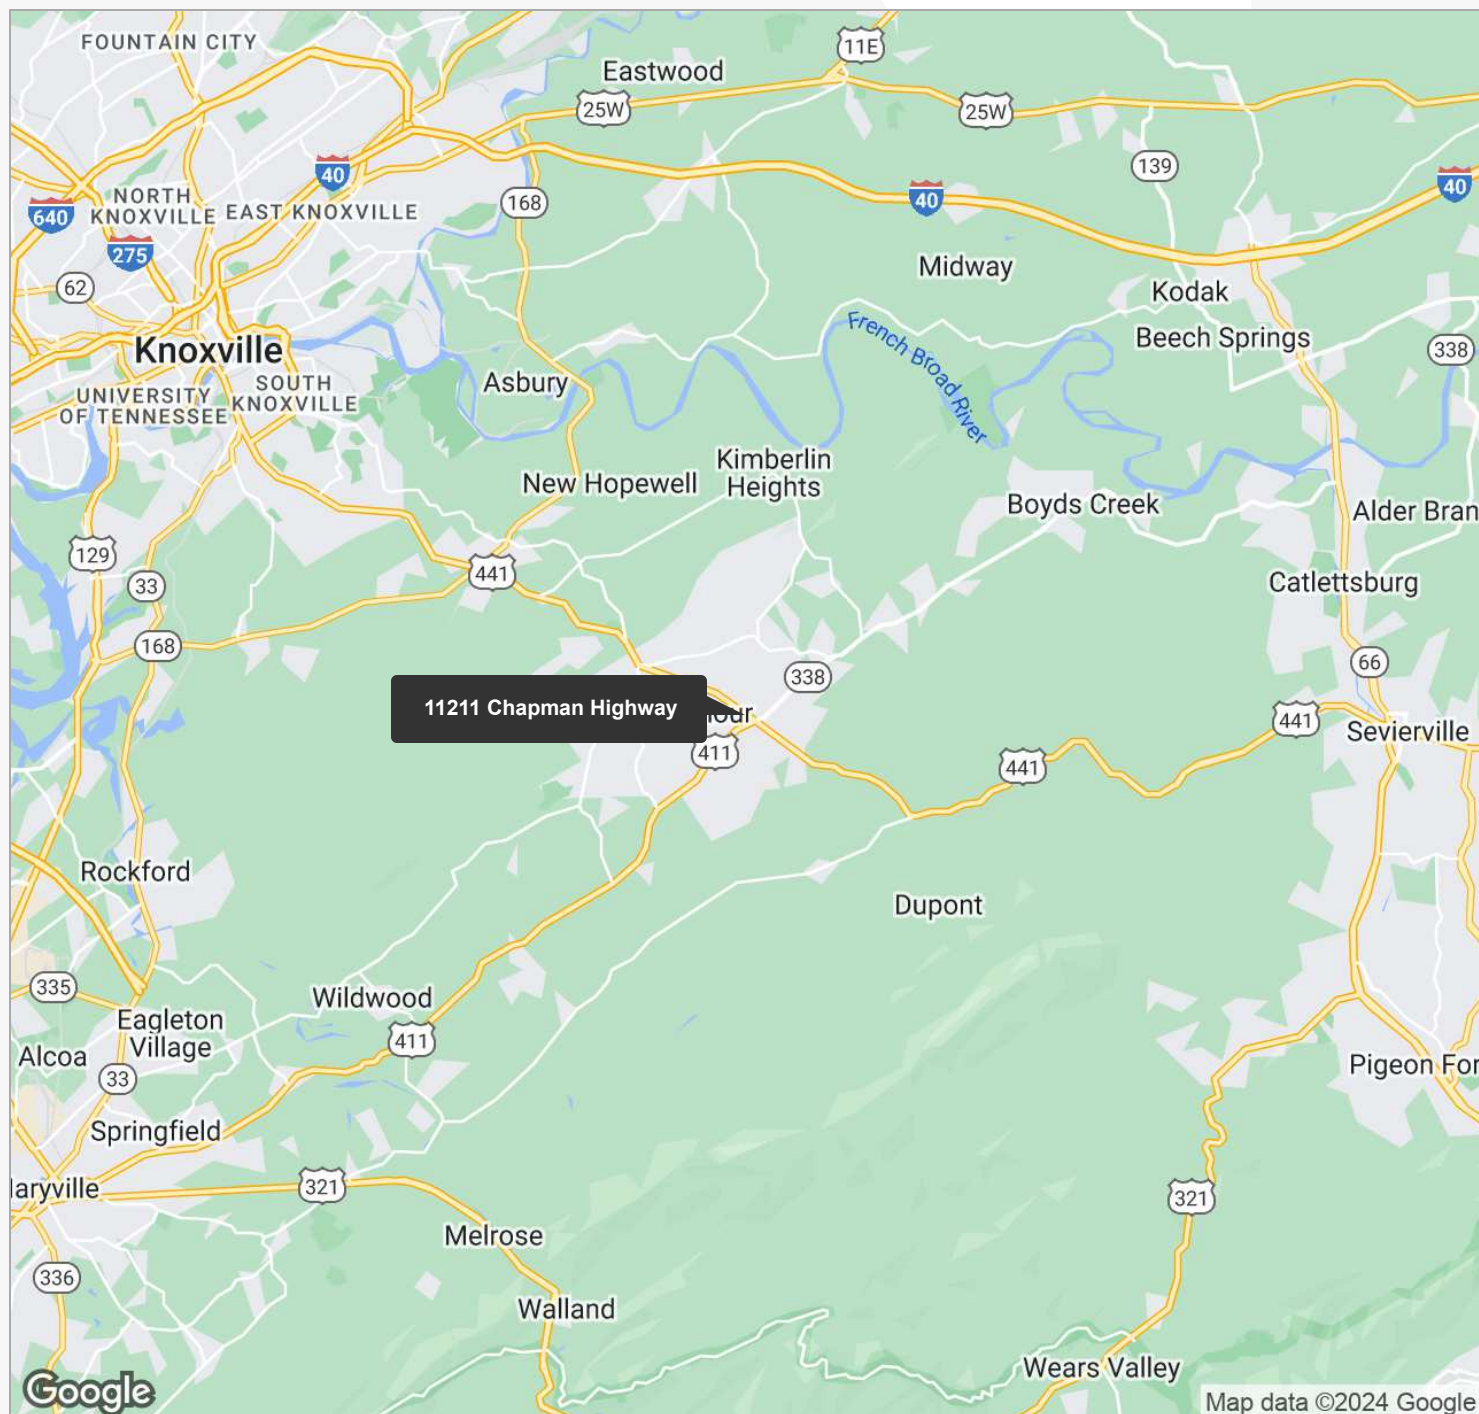 FOUNTAIN CITY
11E
Eastwood
25W
25W
139
40
40
40
NORTH
KNOXVILLE
EAST KNOXVILLE
640
168
275
62
Midway
Kodak
Beech Springs
338
French Broad River
Knoxville
UNIVERSITY
OF TENNESSEE
SOUTH
KNOXVILLE
Asbury
Kimberlin
Heights
New Hopewell
Boyds Creek
Alder Bran
129
441
33
Catlettsburg
168
66
338
11211 Chapman Highway
our
441
Sevierville
411
441
Rockford
Dupont
335
Wildwood
Eagleton
Village
411
Alcoa
33
Pigeon For
Springfield
321
aryville
321
Melrose
336
Walland
Wears Valley
Google
Map data ©2024 Google